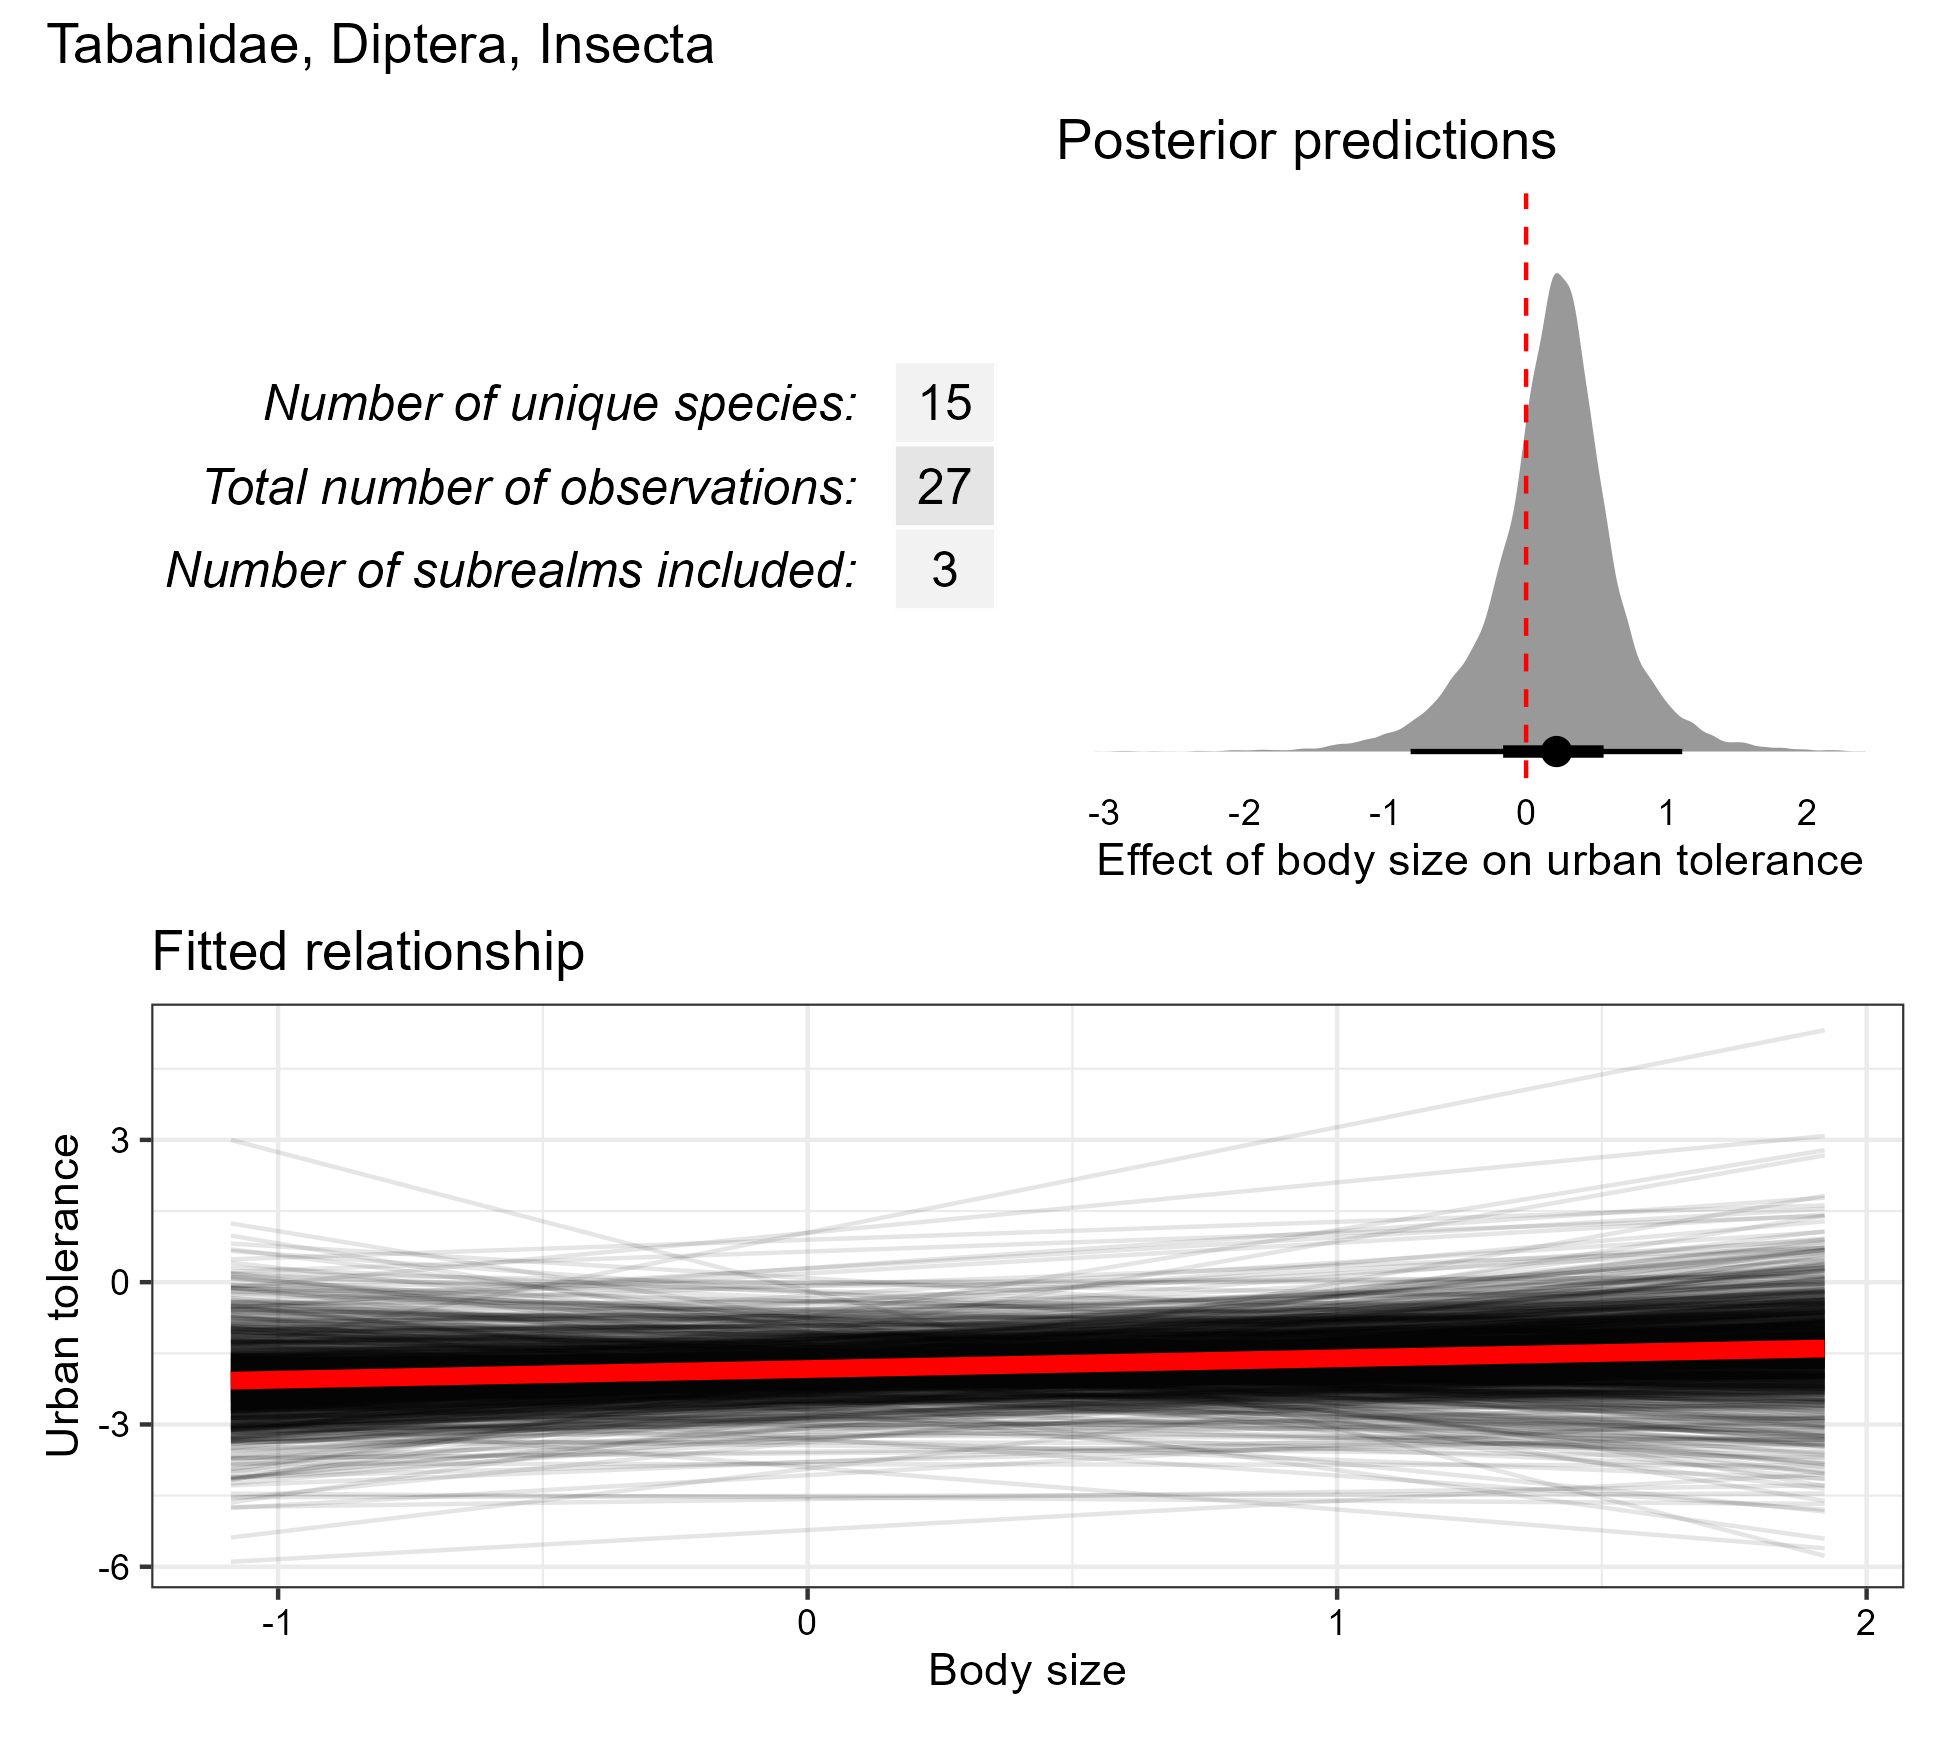 Tabanidae, Diptera, Insecta
Posterior predictions
Number of unique species: 15
Total number of observations: 27
Number of subrealms included: 3
-3 -2 -1 0 1 2
Effect of body size on urban tolerance
Fitted relationship
Urban tolerance
3
0
-3
-6
-1 0 1 2
Body size